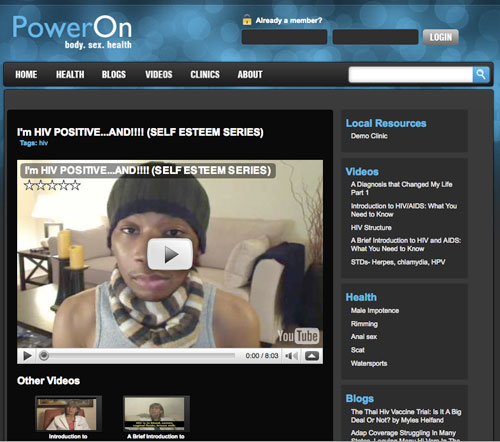 PowerOn
body. sex. health
Already a member?
LOGIN
HOME HEALTH BLOGS VIDEOS CLINICS ABOUT
I'm HIV POSITIVE...AND!!!! (SELF ESTEEM SERIES)
Tags: hiv
I'm HIV POSITIVE...AND!!!! (SELF ESTEEM SERIES)
YouTube
0:00 / 8:03
Other Videos
Introduction to
A Brief Introduction to
Local Resources
Demo Clinic
Videos
A Diagnosis that Changed My Life
Part 1
Introduction to HIV/AIDS: What You
Need to Know
HIV Structure
A Brief Introduction to HIV and AIDS:
What You Need to Know
STDs- Herpes, chlamydia, HPV
Health
Male Impotence
Rimming
Anal sex
Scat
Watersports
Blogs
The Thai HIV Vaccine Trial: Is It A Big
Deal Or Not? by Myles Helfand
Adap Coverage Struggling In Many